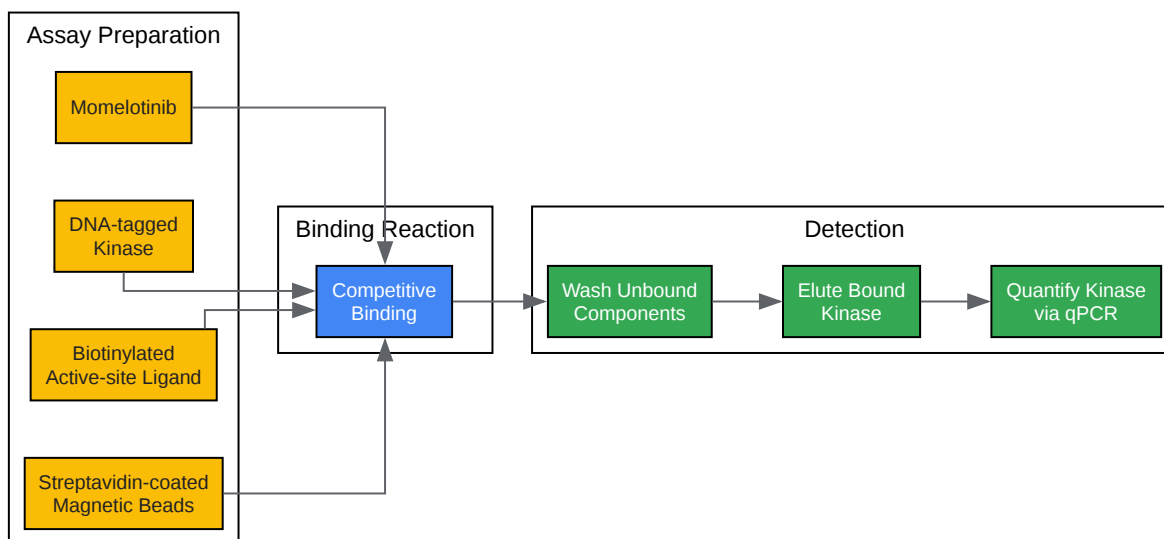 Assay Preparation
Momelotinib
DNA-tagged
Kinase
Biotinylated
Active-site Ligand
Streptavidin-coated
Magnetic Beads
Binding Reaction
Competitive
Binding
Detection
Wash Unbound
Components
Elute Bound
Kinase
Quantify Kinase
via qPCR